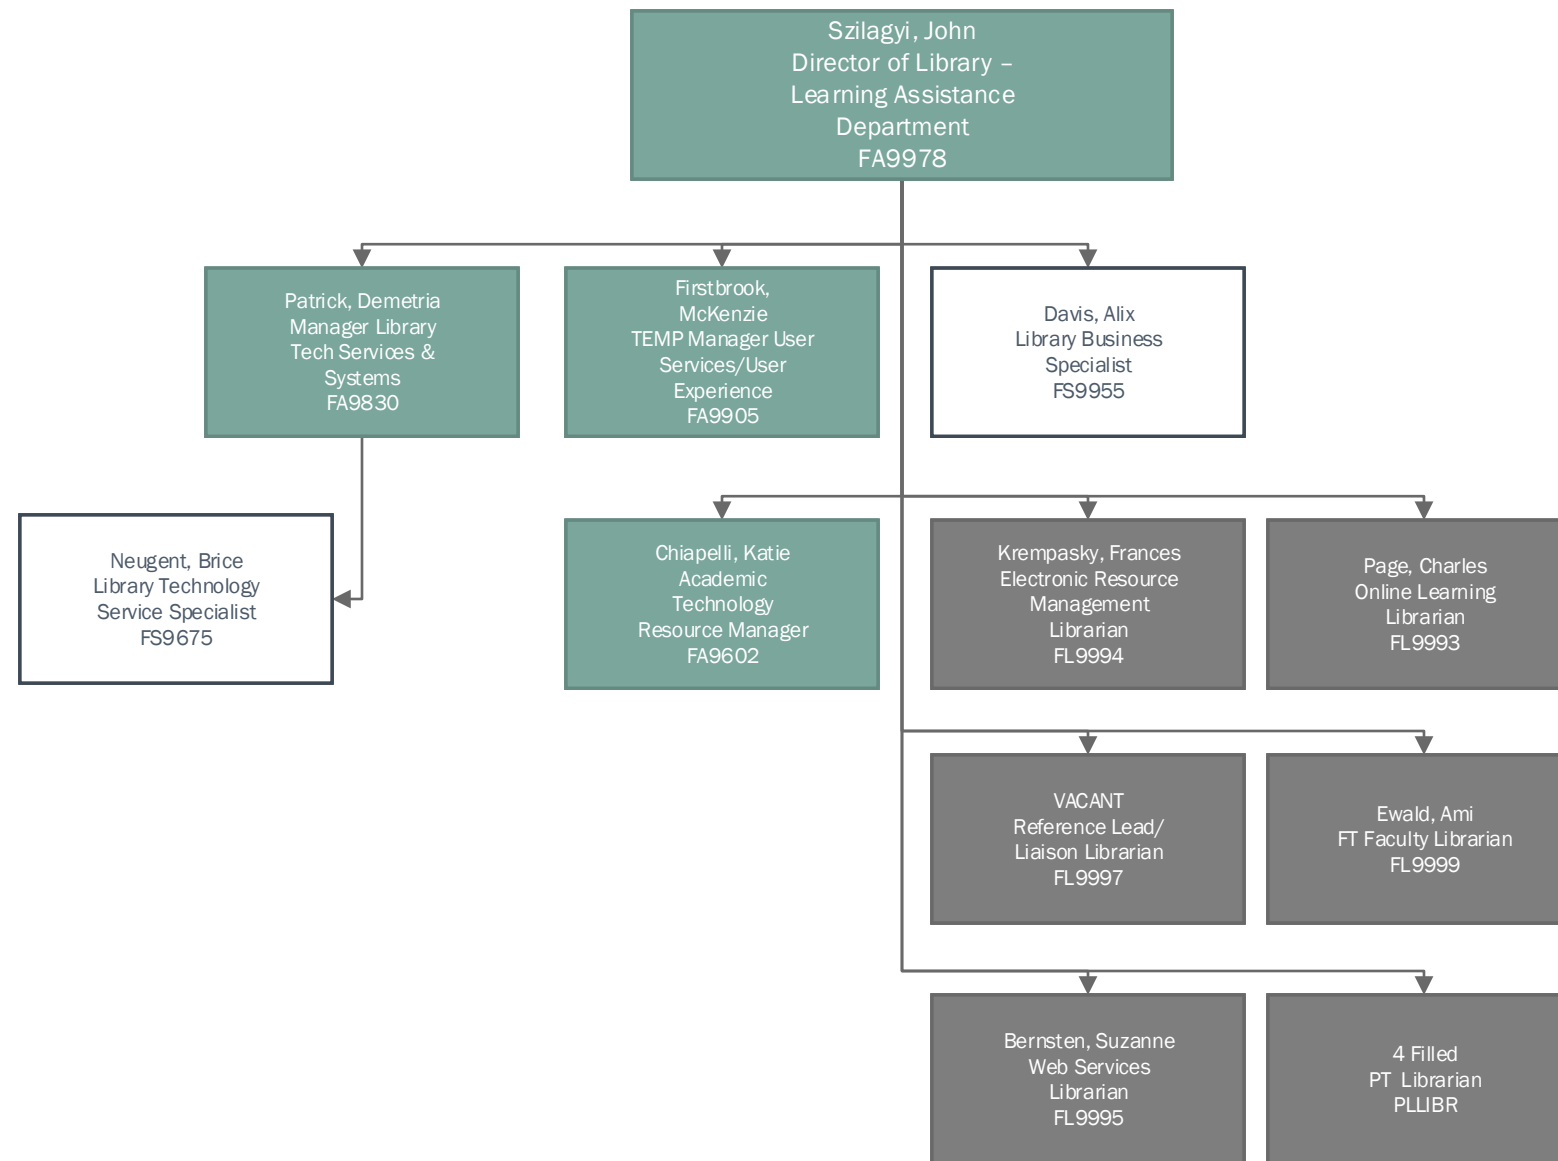 Szilagyi, John
Director of Library –
Learning Assistance
Department
FA9978
Patrick, Demetria
Manager Library
Tech Services &
Systems
FA9830
Firstbrook,
McKenzie
TEMP Manager User
Services/User
Experience
FA9905
Davis, Alix
Library Business
Specialist
FS9955
Neugent, Brice
Library Technology
Service Specialist
FS9675
Chiapelli, Katie
Academic
Technology
Resource Manager
FA9602
Krempasky, Frances
Electronic Resource
Management
Librarian
FL9994
Page, Charles
Online Learning
Librarian
FL9993
VACANT
Reference Lead/
Liaison Librarian
FL9997
Ewald, Ami
FT Faculty Librarian
FL9999
Bernsten, Suzanne
Web Services
Librarian
FL9995
4 Filled
PT Librarian
PLLIBR